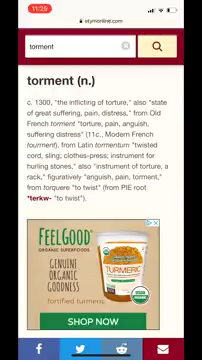 11:25
etymonline.com
torment
torment (n.)
c. 1300, "the inflicting of torture," also "state
of great suffering, pain, distress," from Old
French torment "torture, pain, anguish,
suffering distress" (11c., Modern French
tourment), from Latin tormentum "twisted
cord, sling; clothes-press; instrument for
hurling stones," also "instrument of torture, a
rack," figuratively "anguish, pain, torment,"
from torquere "to twist" (from PIE root
*terkw- "to twist").
FEELGOOD
ORGANIC SUPERFOODS
GENUINE
ORGANIC
GOODNESS
fortified turmeric
TURMERIC
USDA
ORGANIC
SHOP NOW